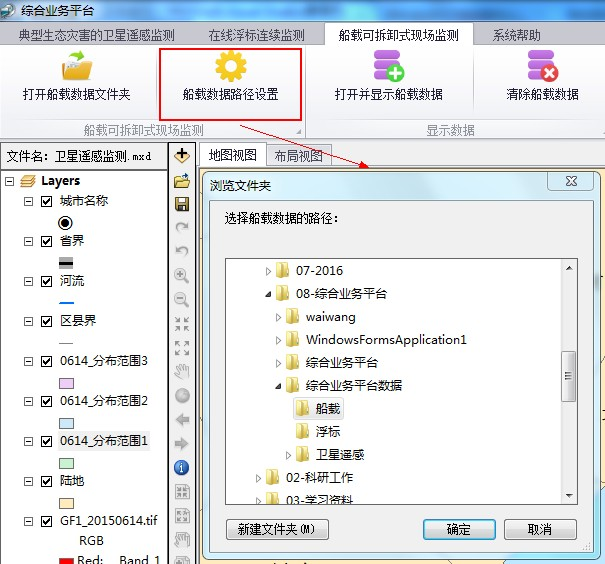 综合业务平台
典型生态灾害的卫星遥感监测 在线浮标连续监测 船载可拆卸式现场监测 系统帮助
打开船载数据文件夹 船载数据路径设置 打开并显示船载数据 清除船载数据
船载可拆卸式现场监测 显示数据
文件名: 卫星遥感监测.mxd
地图视图 布局视图
Layers
城市名称
省界
河流
区县界
0614_分布范围3
0614_分布范围2
0614_分布范围1
陆地
GF1_20150614.tif
RGB
Red: Band_1
浏览文件夹
选择船载数据的路径:
07-2016
08-综合业务平台
waiwang
WindowsFormsApplication1
综合业务平台
综合业务平台数据
船载
浮标
卫星遥感
02-科研工作
03-学习资料
新建文件夹(M) 确定 取消